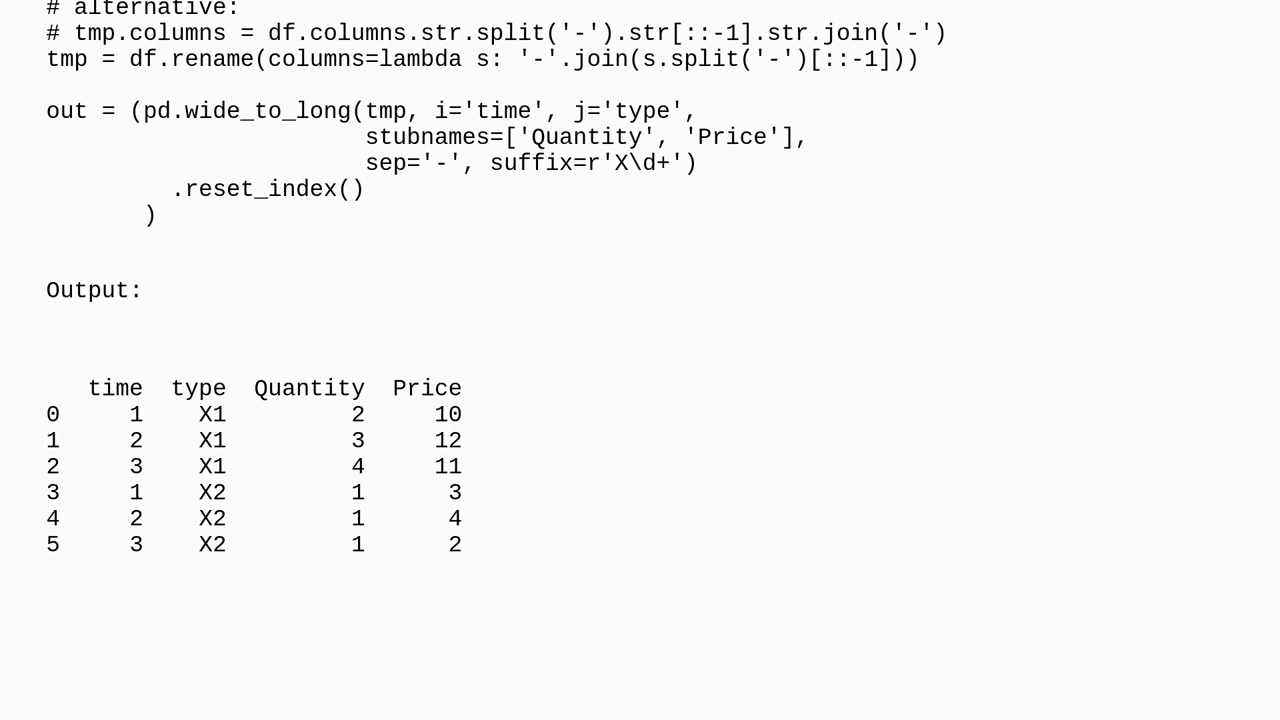 # alternative:
# tmp.columns = df.columns.str.split('-').str[::-1].str.join('-')
tmp = df.rename(columns=lambda s: '-'.join(s.split('-')[::-1]))
out = (pd.wide_to_long(tmp, i='time', j='type',
stubnames=['Quantity', 'Price'],
sep='-', suffix=r'X\d+')
.reset_index()
)
Output:
time type Quantity Price
0 1 X1 2 10
1 2 X1 3 12
2 3 X1 4 11
3 1 X2 1 3
4 2 X2 1 4
5 3 X2 1 2